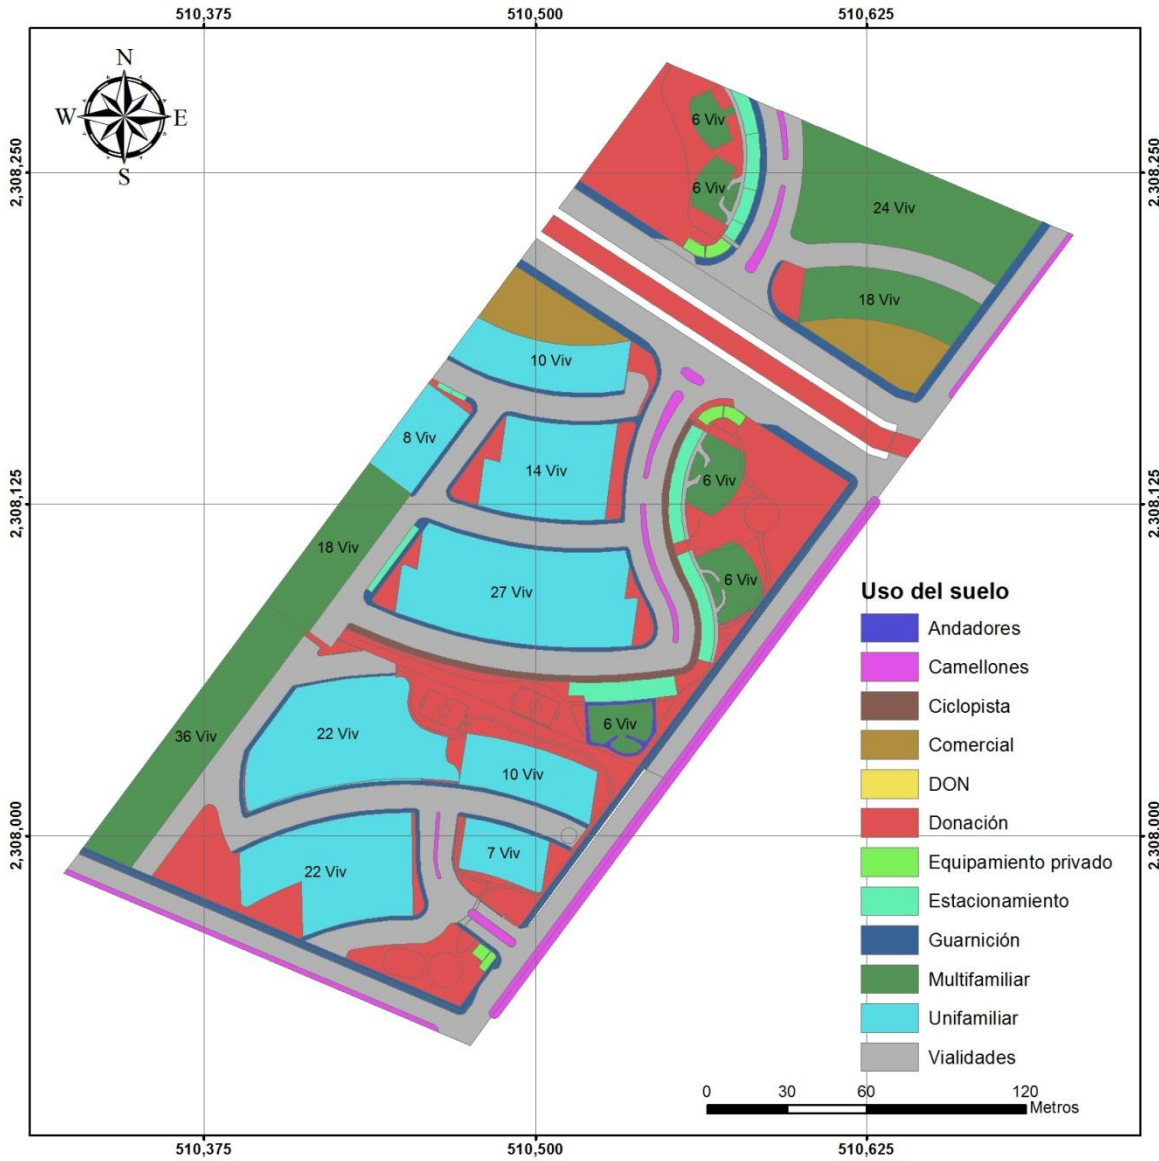 510,375 510,500 510,625
N
W E
S
2,308,250 2,308,250
6 Viv
6 Viv
24 Viv
18 Viv
10 Viv
8 Viv
14 Viv
6 Viv
2,308,125 2,308,125
18 Viv
27 Viv
6 Viv
Uso del suelo
Andadores
Camellones
Ciclopista
Comercial
DON
Donación
Equipamiento privado
Estacionamiento
Guarnición
Multifamiliar
Unifamiliar
Vialidades
36 Viv
22 Viv
6 Viv
10 Viv
2,308,000 2,308,000
22 Viv
7 Viv
0 30 60 120
Metros
510,375 510,500 510,625